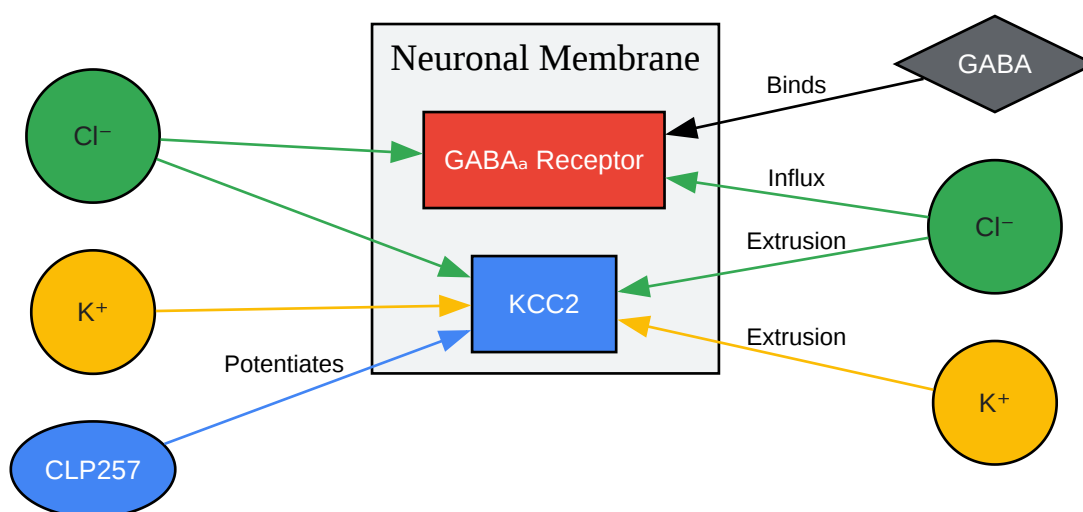 Neuronal Membrane
GABA
Binds
Cl⁻
GABAₐ Receptor
Influx
Cl⁻
Extrusion
K⁺
KCC2
Extrusion
Potentiates
K⁺
CLP257